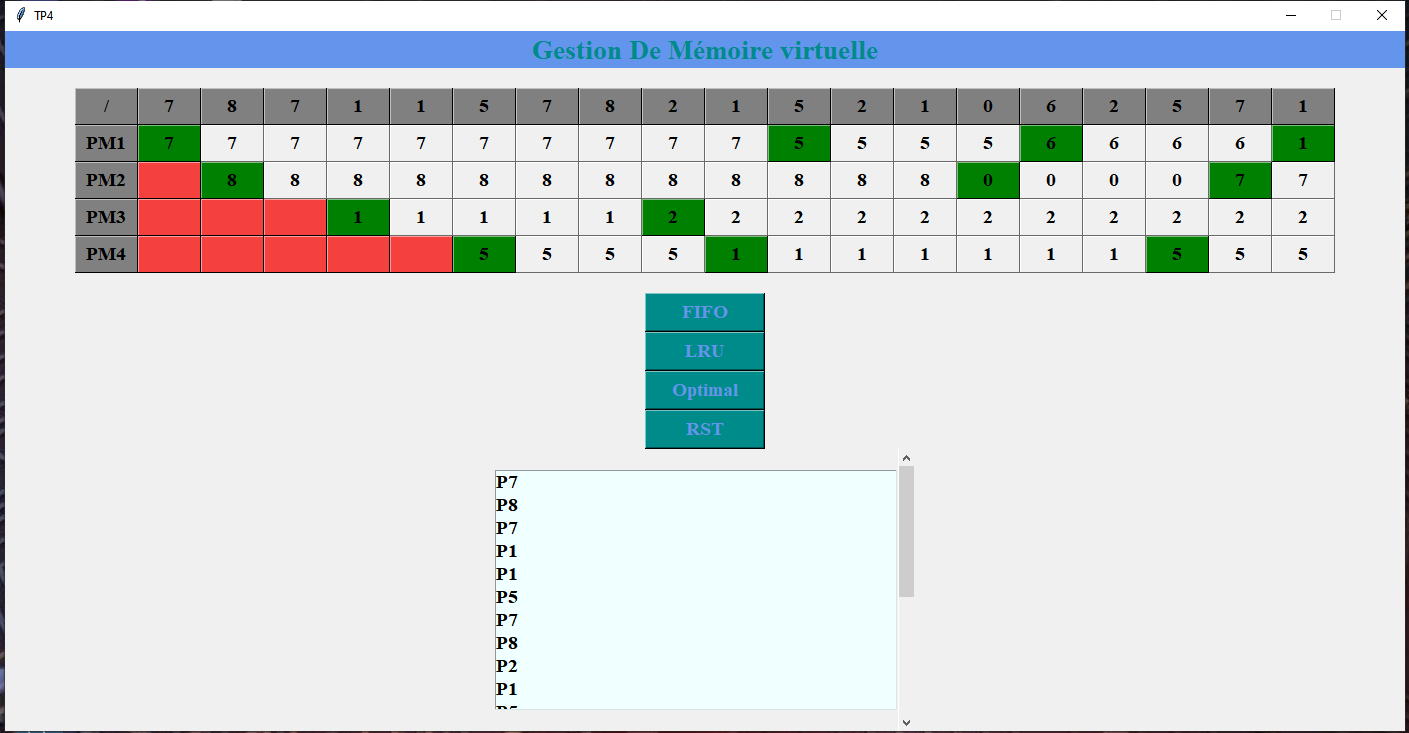 TP4
Gestion De Mémoire virtuelle
/ 7 8 7 1 1 5 7 8 2 1 5 2 1 0 6 2 5 7 1
PM1 7 7 7 7 7 7 7 7 7 7 5 5 5 5 6 6 6 6 1
PM2 8 8 8 8 8 8 8 8 8 8 8 8 0 0 0 0 7 7
PM3 1 1 1 1 1 2 2 2 2 2 2 2 2 2 2 2
PM4 5 5 5 5 1 1 1 1 1 1 1 5 5 5
FIFO
LRU
Optimal
RST
P7
P8
P7
P1
P1
P5
P7
P8
P2
P1
P5